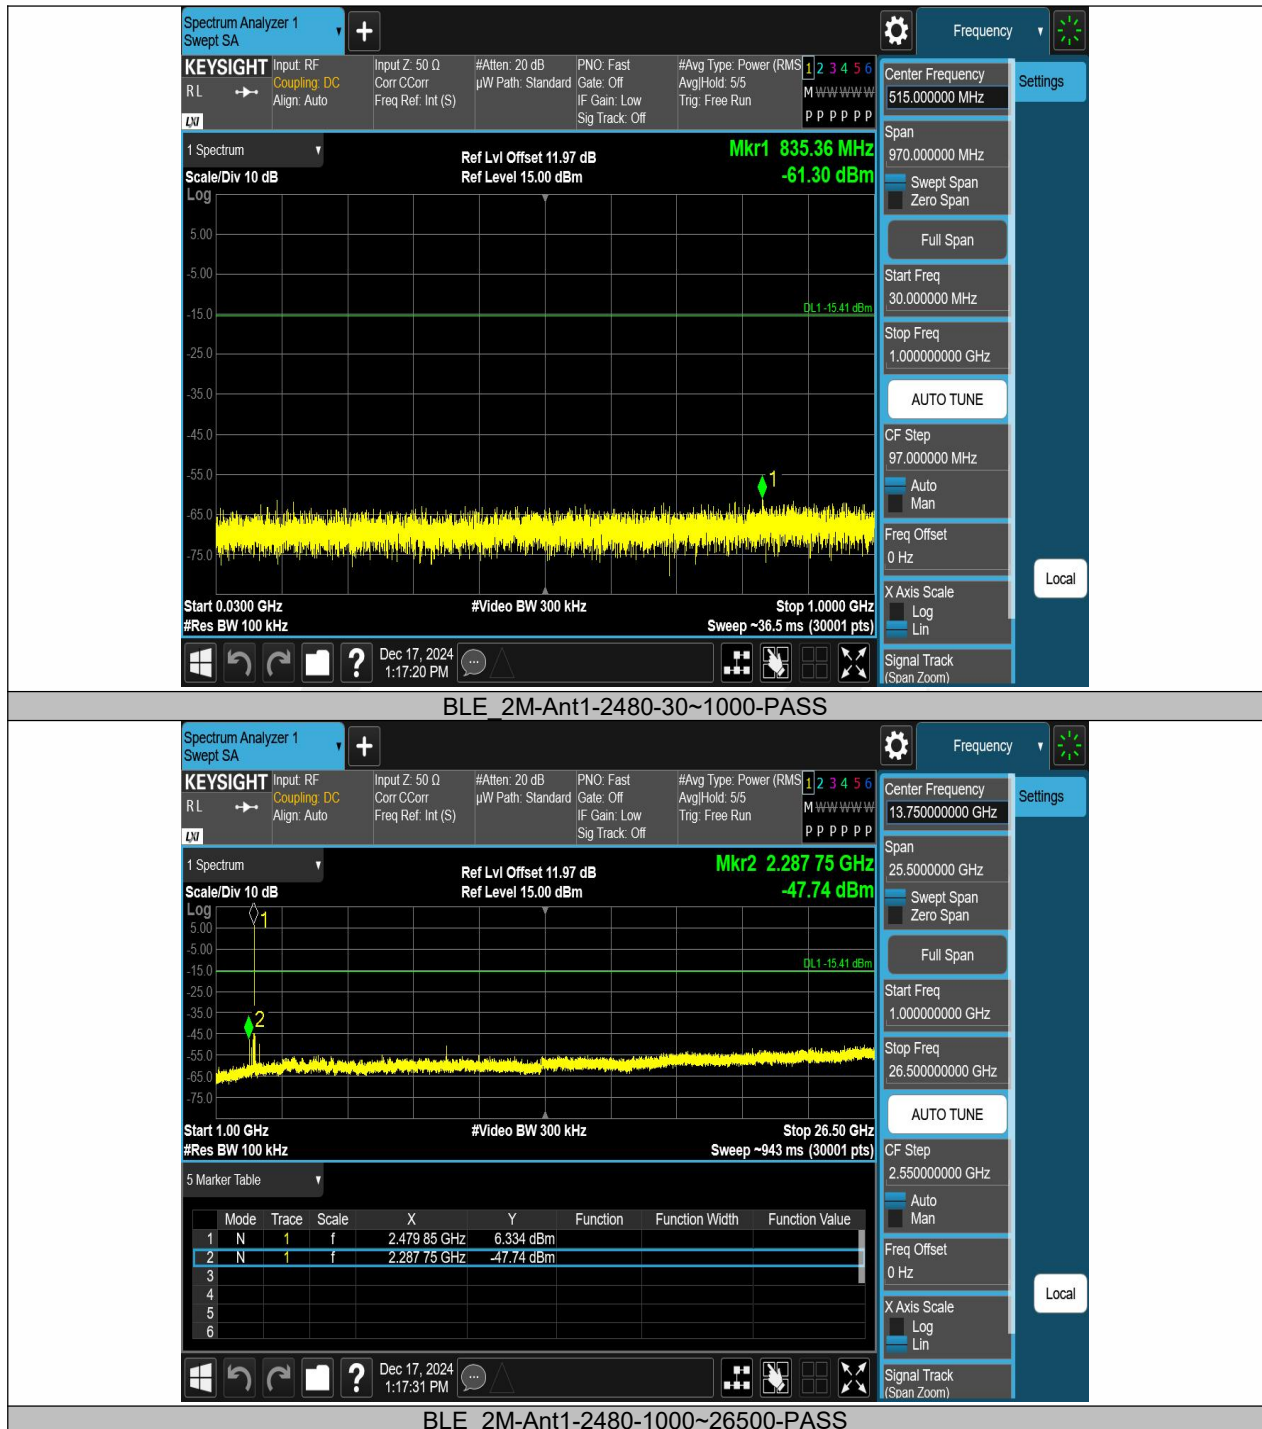 Spectrum Analyzer 1
Swept SA
+
Frequency
KEYSIGHT
RL
LXI
Input: RF
Coupling: DC
Align: Auto
Input Z: 50 Ω
Corr CCorr
Freq Ref: Int (S)
#Atten: 20 dB
µW Path: Standard
PNO: Fast
Gate: Off
IF Gain: Low
Sig Track: Off
#Avg Type: Power (RMS
Avg|Hold: 5/5
Trig: Free Run
1 2 3 4 5 6
M W W W W W
P P P P P P
1 Spectrum
Scale/Div 10 dB
Log
Ref Lvl Offset 11.97 dB
Ref Level 15.00 dBm
Mkr1 835.36 MHz
-61.30 dBm
5.00
-5.00
-15.0
-25.0
-35.0
-45.0
-55.0
-65.0
-75.0
DL1 -15.41 dBm
1
Start 0.0300 GHz
#Res BW 100 kHz
#Video BW 300 kHz
Stop 1.0000 GHz
Sweep ~36.5 ms (30001 pts)
?
Dec 17, 2024
1:17:20 PM
Center Frequency
515.000000 MHz
Span
970.000000 MHz
Swept Span
Zero Span
Full Span
Start Freq
30.000000 MHz
Stop Freq
1.000000000 GHz
AUTO TUNE
CF Step
97.000000 MHz
Auto
Man
Freq Offset
0 Hz
X Axis Scale
Log
Lin
Signal Track
(Span Zoom)
Settings
Local
BLE_2M-Ant1-2480-30~1000-PASS
Spectrum Analyzer 1
Swept SA
+
Frequency
KEYSIGHT
RL
LXI
Input: RF
Coupling: DC
Align: Auto
Input Z: 50 Ω
Corr CCorr
Freq Ref: Int (S)
#Atten: 20 dB
µW Path: Standard
PNO: Fast
Gate: Off
IF Gain: Low
Sig Track: Off
#Avg Type: Power (RMS
Avg|Hold: 5/5
Trig: Free Run
1 2 3 4 5 6
M W W W W W
P P P P P P
1 Spectrum
Scale/Div 10 dB
Log
Ref Lvl Offset 11.97 dB
Ref Level 15.00 dBm
Mkr2 2.287 75 GHz
-47.74 dBm
5.00
-5.00
-15.0
-25.0
-35.0
-45.0
-55.0
-65.0
-75.0
1
2
DL1 -15.41 dBm
Start 1.00 GHz
#Res BW 100 kHz
#Video BW 300 kHz
Stop 26.50 GHz
Sweep ~943 ms (30001 pts)
5 Marker Table
Mode Trace Scale X Y Function Function Width Function Value
1 N 1 f 2.479 85 GHz 6.334 dBm
2 N 1 f 2.287 75 GHz -47.74 dBm
3
4
5
6
?
Dec 17, 2024
1:17:31 PM
Center Frequency
13.750000000 GHz
Span
25.5000000 GHz
Swept Span
Zero Span
Full Span
Start Freq
1.000000000 GHz
Stop Freq
26.500000000 GHz
AUTO TUNE
CF Step
2.550000000 GHz
Auto
Man
Freq Offset
0 Hz
X Axis Scale
Log
Lin
Signal Track
(Span Zoom)
Settings
Local
BLE_2M-Ant1-2480-1000~26500-PASS